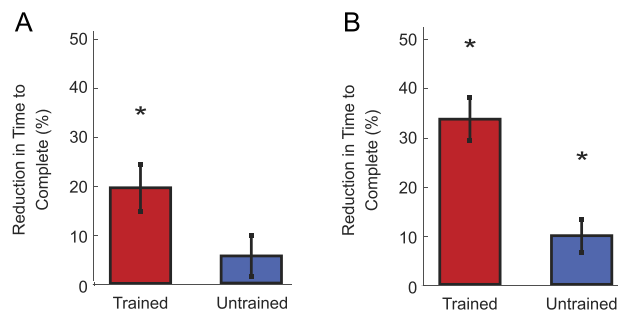 A
Reduction in Time to
Complete (%)
50
40
30
20
10
0
*
Trained
Untrained
B
Reduction in Time to
Complete (%)
50
40
30
20
10
0
*
*
Trained
Untrained